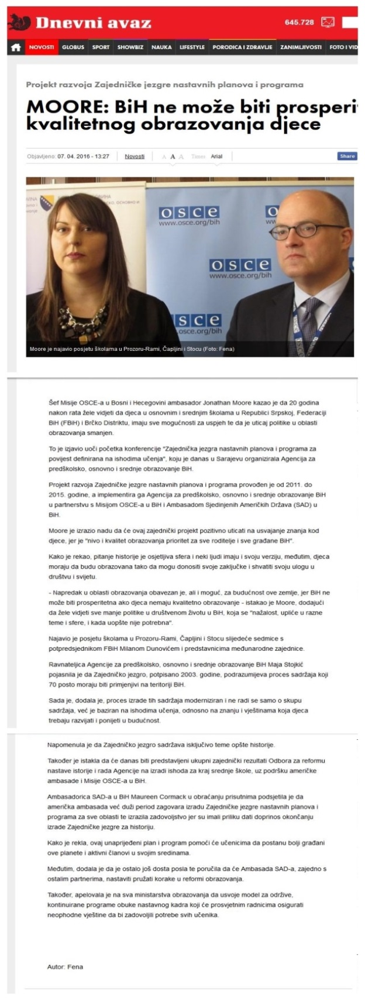 Dnevni avaz
645.728
NOVOSTI GLOBUS SPORT SHOWBIZ NAUKA LIFESTYLE PORODICA I ZDRAVLJE ZANIMLJIVOSTI FOTO I VID
Projekt razvoja Zajedničke jezgre nastavnih planova i programa
MOORE: BiH ne može biti prosperit
kvalitetnog obrazovanja djece
Objavljeno: 07. 04. 2016 - 13:27 Novosti A A A Times Arial Share
OSCE
www.osce.org/bih
OSCE
www.osce.org/bih
SCE
osce.org/bih
Moore je najavio posjetu školama u Prozoru-Rami, Čapljini i Stocu (Foto: Fena)
Šef Misije OSCE-a u Bosni i Hecegovini ambasador Jonathan Moore kazao je da 20 godina
nakon rata žele vidjeti da djeca u osnovnim i srednjim školama u Republici Srpskoj, Federaciji
BiH (FBiH) i Brčko Distriktu, imaju sve mogućnosti za uspjeh te da je uticaj politike u oblasti
obrazovanja smanjen.
To je izjavio uoči početka konferencije "Zajednička jezgra nastavnih planova i programa za
povijest definirana na ishodima učenja", koju je danas u Sarajevu organizirala Agencija za
predškolsko, osnovno i srednje obrazovanje BiH.
Projekt razvoja Zajedničke jezgre nastavnih planova i programa provođen je od 2011. do
2015. godine, a implementira ga Agencija za predškolsko, osnovno i srednje obrazovanje BiH
u partnerstvu s Misijom OSCE-a u BiH i Ambasadom Sjedinjenih Američkih Država (SAD) u
BiH.
Moore je izrazio nadu da će ovaj zajednički projekt pozitivno uticati na usvajanje znanja kod
djece, jer je "nivo i kvalitet obrazovanja prioritet za sve roditelje i sve građane BiH".
Kako je rekao, pitanje historije je osjetljiva sfera i neki ljudi imaju i svoju verziju, međutim, djeca
moraju da budu obrazovana tako da mogu donositi svoje zaključke i shvatiti svoju ulogu u
društvu i svijetu.
- Napredak u oblasti obrazovanja obavezan je, ali i moguć, za budućnost ove zemlje, jer BiH ne
može biti prosperitetna ako djeca nemaju kvalitetno obrazovanje - istakao je Moore, dodajući
da žele vidjeti sve manje politike u društvenom životu u BiH, koja se "nažalost, upliće u razne
teme i sfere, i kada uopšte nije potrebna".
Najavio je posjetu školama u Prozoru-Rami, Čapljini i Stocu slijedeće sedmice s
potpredsjednikom FBiH Milanom Dunovićem i predstavnicima međunarodne zajednice.
Ravnateljica Agencije za predškolsko, osnovno i srednje obrazovanje BiH Maja Stojkić
pojasnila je da Zajedničko jezgro, potpisano 2003. godine, podrazumijeva proces sadržaja koji
70 posto moraju biti primjenjivi na teritoriji BiH.
Sada je, dodala je, proces izrade tih sadržaja moderniziran i ne radi se samo o skupu
sadržaja, već je baziran na ishodima učenja, odnosno na znanju i vještinama koja djeca
trebaju razvijati i ponijeti u budućnost.
Napomenula je da Zajedničko jezgro sadržava isključivo teme opšte historije.
Također je istakla da će danas biti predstavljeni ukupni zajednički rezultati Odbora za reformu
nastave istorije i rada Agencije na izradi ishoda za kraj srednje škole, uz podršku američke
ambasade i Misije OSCE-a u BiH.
Ambasadorica SAD-a u BiH Maureen Cormack u obraćanju prisutnima podsjetila je da
američka ambasada već duži period zagovara izradu Zajedničke jezgre nastavnih planova i
programa za sve oblasti te izrazila zadovoljstvo jer su imali priliku dati doprinos okončanju
izrade Zajedničke jezgre za historiju.
Kako je rekla, ovaj unaprijeđeni plan i program pomoći će učenicima da postanu bolji građani
ove planete i aktivni članovi u svojim sredinama.
Međutim, dodala je da je ostalo još dosta posla te poručila da će Ambasada SAD-a, zajedno s
ostalim partnerima, nastaviti pružati korake u reformi obrazovanja.
Također, apelovala je na sva ministarstva obrazovanja da usvoje model za održive,
kontinuirane programe obuke nastavnog kadra koji će prosvjetnim radnicima osigurati
neophodne vještine da bi zadovoljili potrebe svih učenika.
Autor: Fena